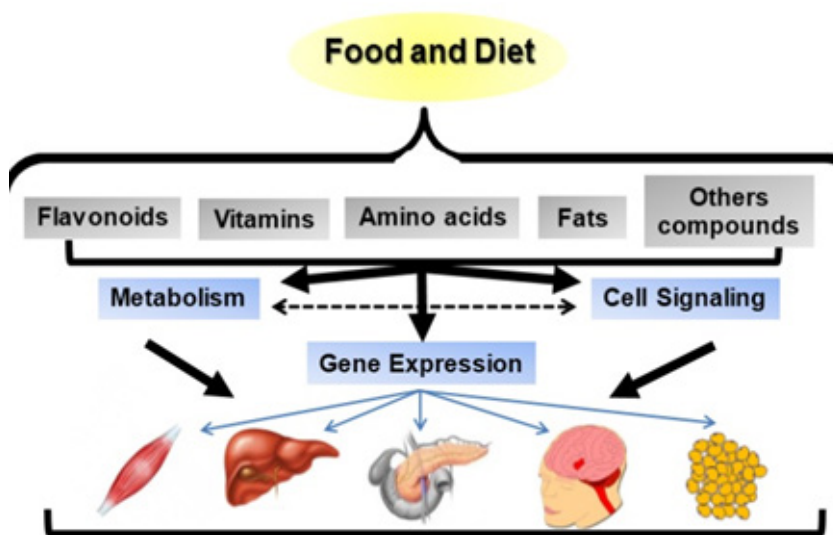 Food and Diet
Flavonoids
Vitamins
Amino acids
Fats
Others
compounds
Metabolism
Cell Signaling
Gene Expression